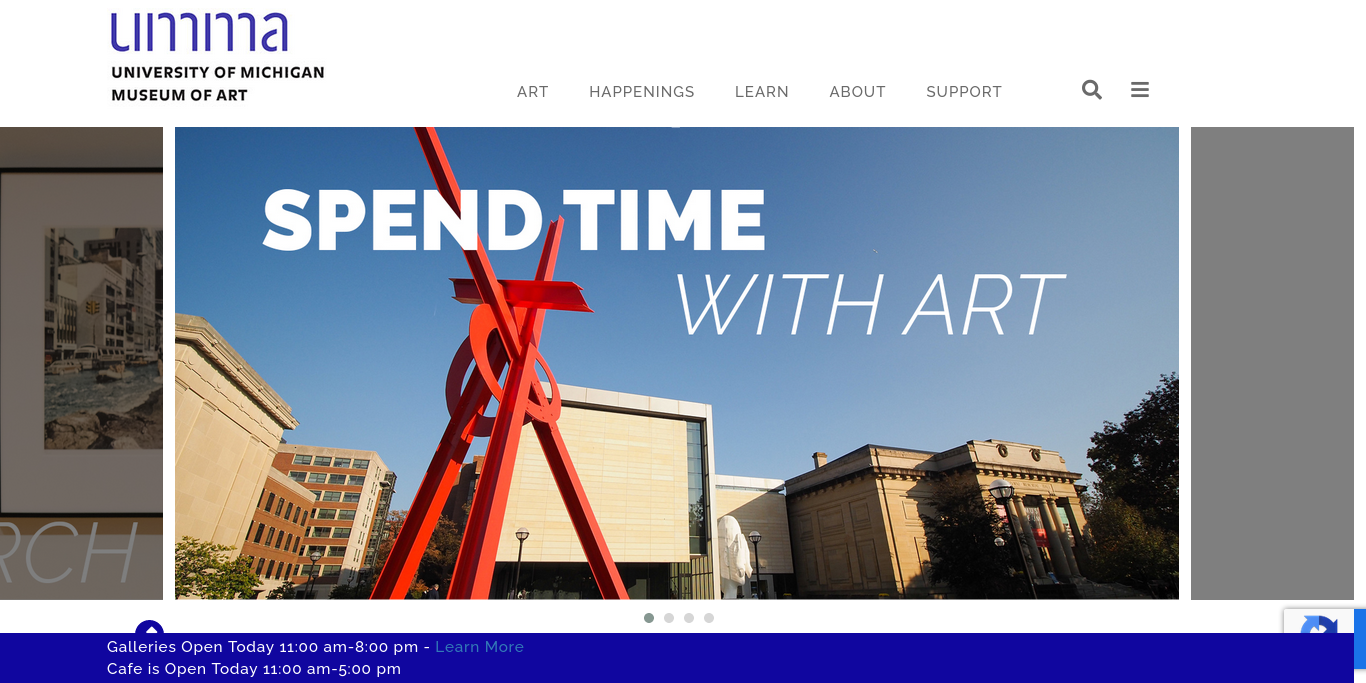 umma
UNIVERSITY OF MICHIGAN
MUSEUM OF ART
ART HAPPENINGS LEARN ABOUT SUPPORT
SPEND TIME
WITH ART
RCH
Galleries Open Today 11:00 am-8:00 pm - Learn More
Cafe is Open Today 11:00 am-5:00 pm